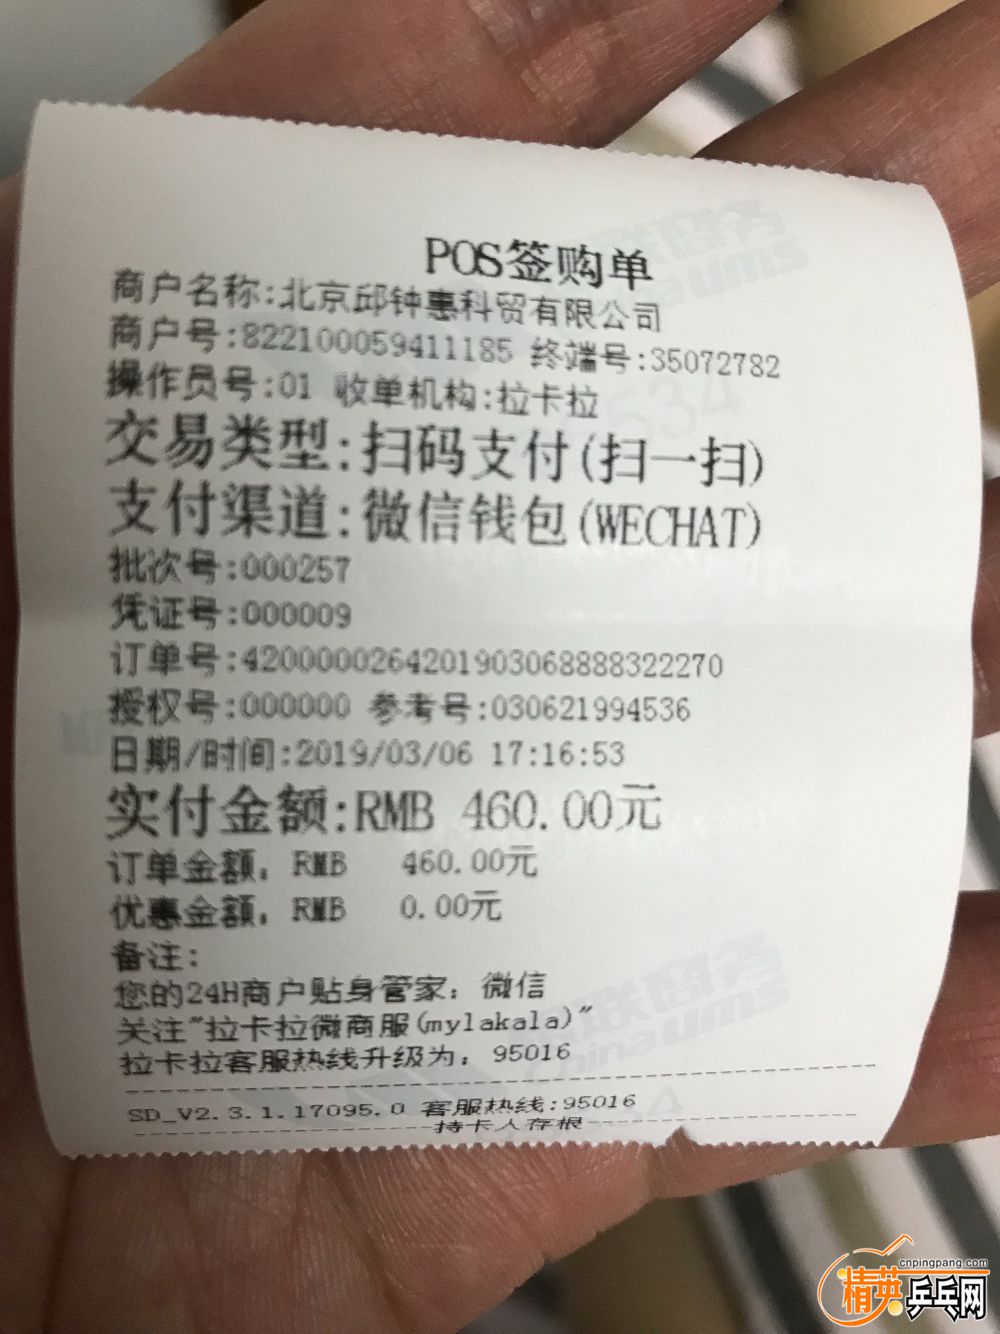 POS签购单
商户名称:北京邱钟惠科贸有限公司
商户号:822100059411185 终端号:35072782
操作员号:01 收单机构:拉卡拉
交易类型:扫码支付(扫一扫)
支付渠道:微信钱包(WECHAT)
批次号:000257
凭证号:000009
订单号:4200000264201903068888322270
授权号:000000 参考号:030621994536
日期/时间:2019/03/06 17:16:53
实付金额:RMB 460.00元
订单金额: RMB 460.00元
优惠金额: RMB 0.00元
备注:
您的24H商户贴身管家: 微信
关注"拉卡拉微商服(mylakala)"
拉卡拉客服热线升级为: 95016
SD_V2.3.1.17095.0 客服热线:95016
持卡人存根
联商务
China ums
cnpingpang.com
精英乒乓网